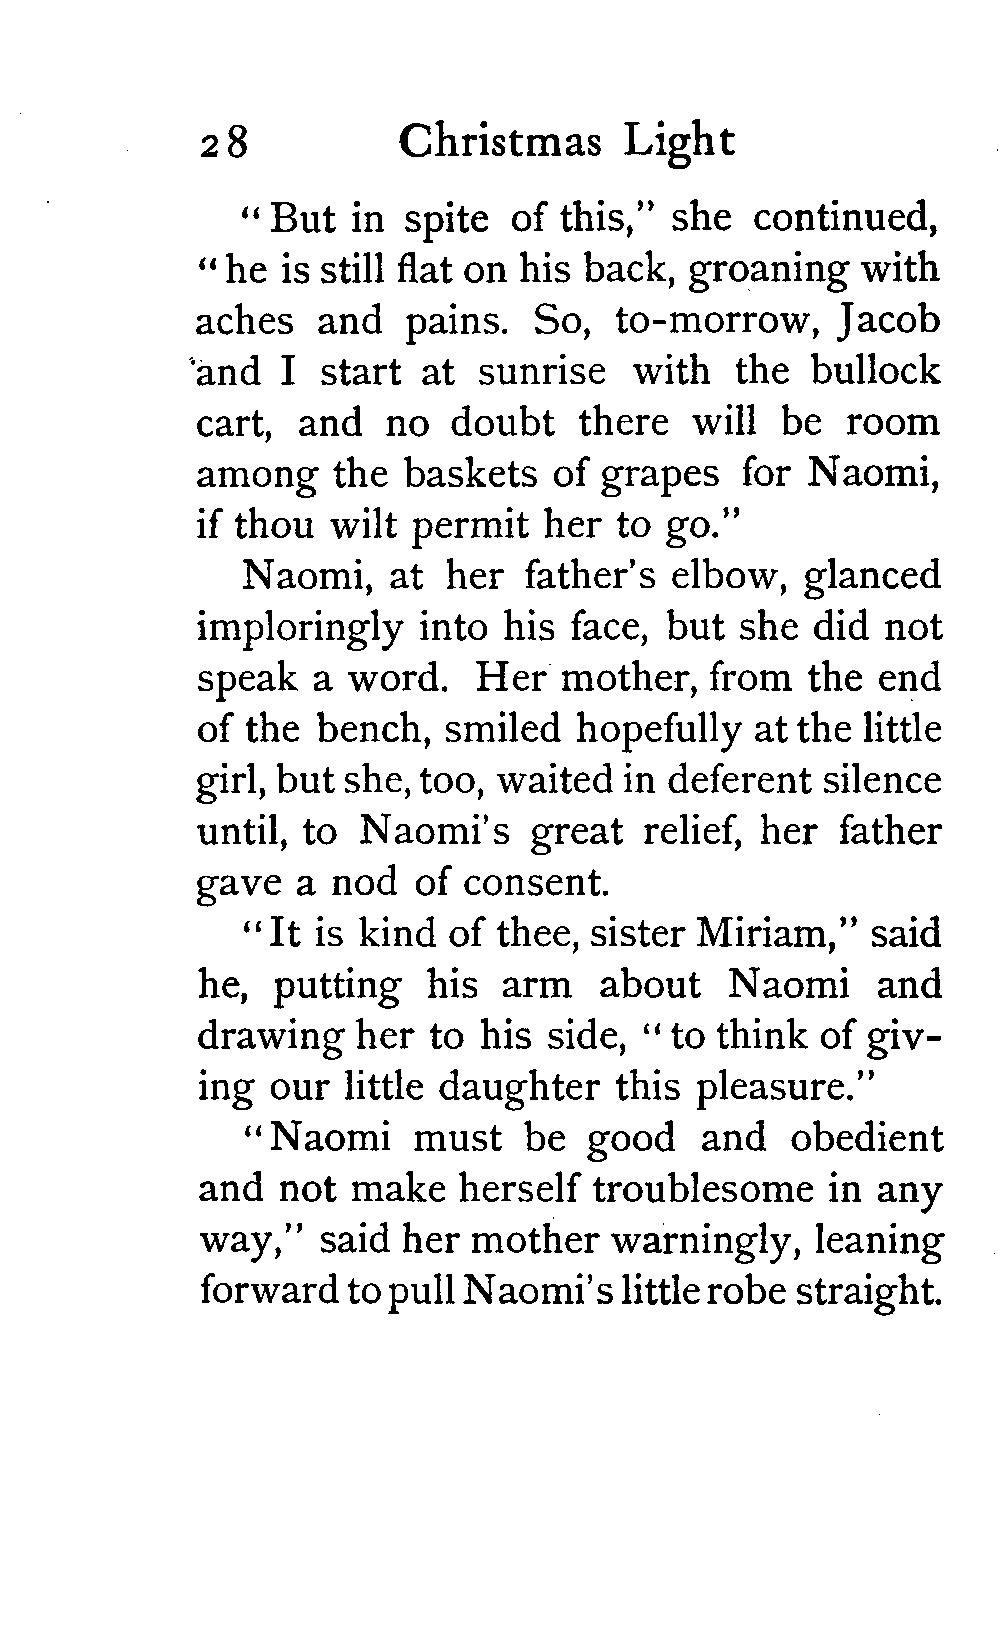 28 Christmas Light
"But in spite of this," she continued,
"he is still flat on his back, groaning with
aches and pains. So, to-morrow, Jacob
and I start at sunrise with the bullock
cart, and no doubt there will be room
among the baskets of grapes for Naomi,
if thou wilt permit her to go."
Naomi, at her father's elbow, glanced
imploringly into his face, but she did not
speak a word. Her mother, from the end
of the bench, smiled hopefully at the little
girl, but she, too, waited in deferent silence
until, to Naomi's great relief, her father
gave a nod of consent.
"It is kind of thee, sister Miriam," said
he, putting his arm about Naomi and
drawing her to his side, "to think of giv-
ing our little daughter this pleasure."
"Naomi must be good and obedient
and not make herself troublesome in any
way," said her mother warningly, leaning
forward to pull Naomi's little robe straight.